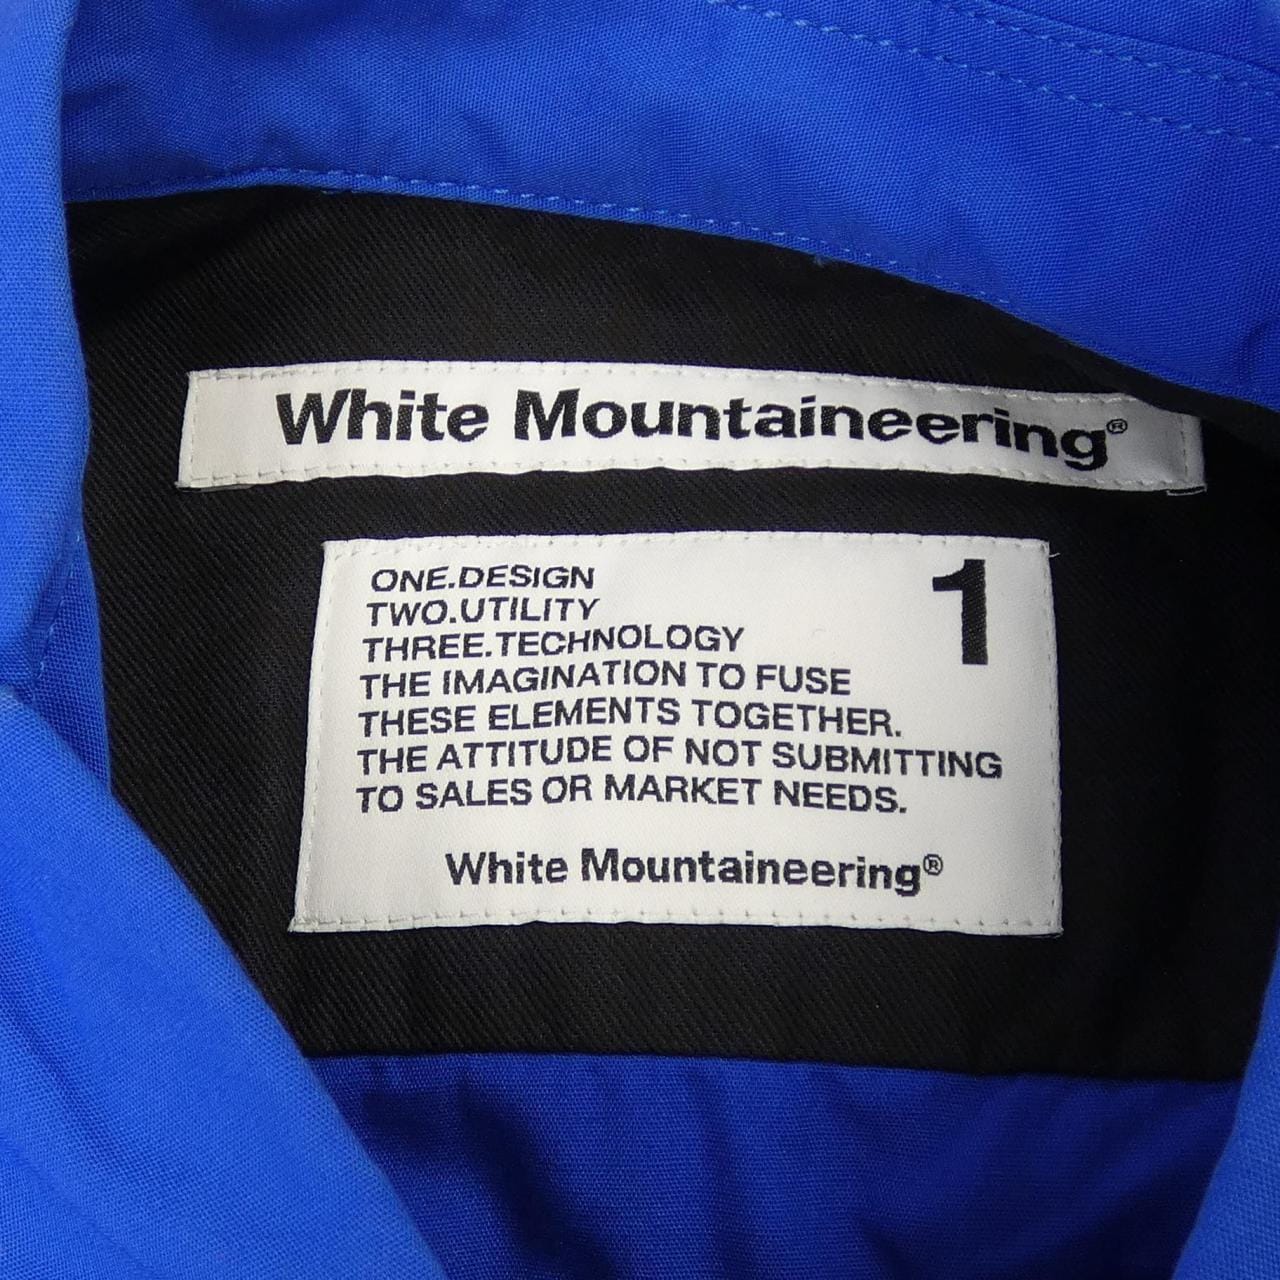 White Mountaineering®
1
ONE.DESIGN
TWO.UTILITY
THREE.TECHNOLOGY
THE IMAGINATION TO FUSE
THESE ELEMENTS TOGETHER.
THE ATTITUDE OF NOT SUBMITTING
TO SALES OR MARKET NEEDS.
White Mountaineering®